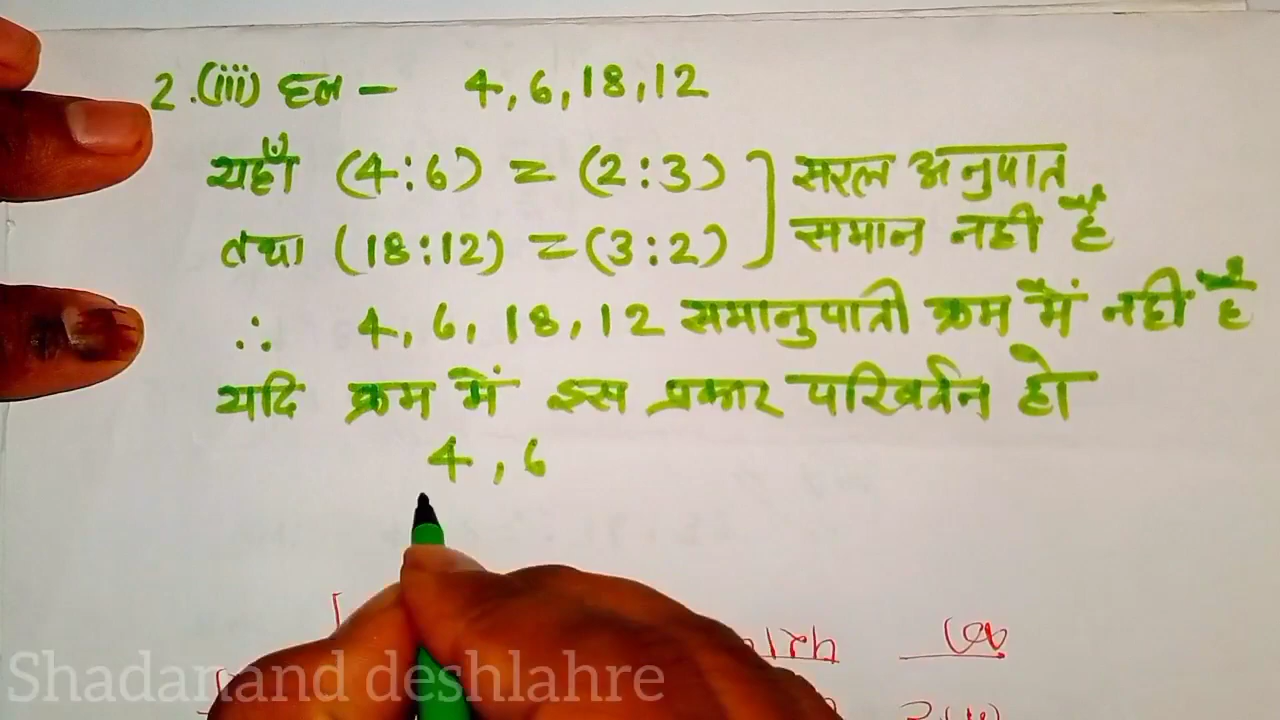 2.(iii) हल - 4, 6, 18, 12
यहाँ (4:6) = (2:3) ] सरल अनुपात
तथा (18:12) = (3:2) ] समान नहीं है
∴ 4, 6, 18, 12 समानुपाती क्रम मैं नहीं है
यदि क्रम में इस प्रकार परिवर्तन हो
4, 6
Shadanand deshlahre